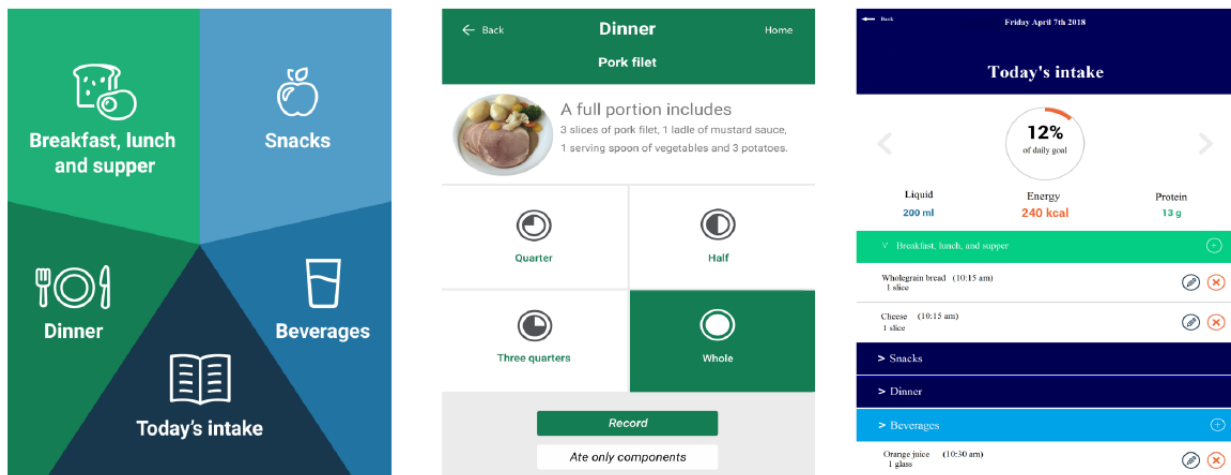 Breakfast, lunch
and supper
Snacks
Dinner
Beverages
Today's intake
← Back
Dinner
Home
Pork filet
A full portion includes
3 slices of pork filet, 1 ladle of mustard sauce,
1 serving spoon of vegetables and 3 potatoes.
Quarter
Half
Three quarters
Whole
Record
Ate only components
Back
Friday April 7th 2018
Today's intake
12%
of daily goal
Liquid
Energy
Protein
200 ml
240 kcal
13 g
Breakfast, lunch, and supper
Wholegrain bread (10:15 am)
1 slice
Cheese (10:15 am)
1 slice
> Snacks
> Dinner
> Beverages
Orange juice (10:30 am)
1 glass